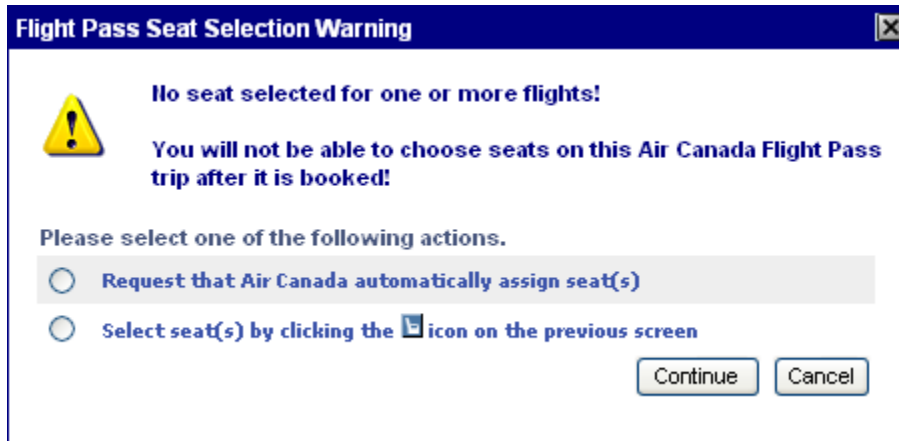 Flight Pass Seat Selection Warning
No seat selected for one or more flights!
You will not be able to choose seats on this Air Canada Flight Pass
trip after it is booked!
Please select one of the following actions.
Request that Air Canada automatically assign seat(s)
Select seat(s) by clicking the icon on the previous screen
Continue Cancel